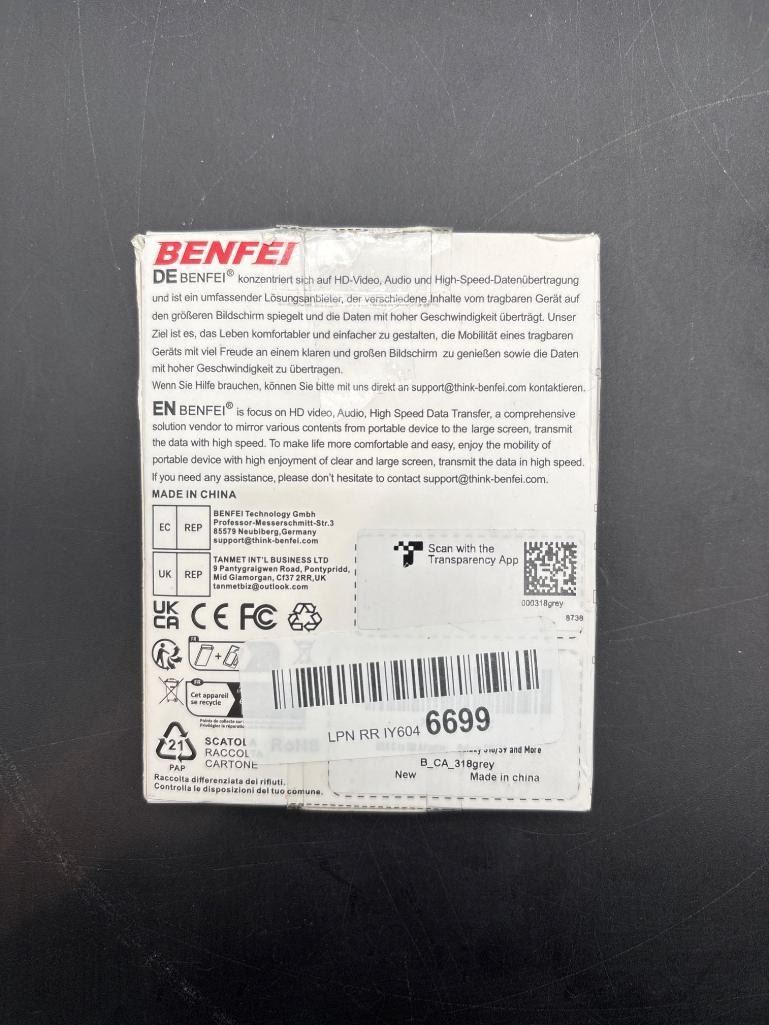 BENFEI
DE BENFEI® konzentriert sich auf HD-Video, Audio und High-Speed-Datenübertragung
und ist ein umfassender Lösungsanbieter, der verschiedene Inhalte vom tragbaren Gerät auf
den größeren Bildschirm spiegelt und die Daten mit hoher Geschwindigkeit überträgt. Unser
Ziel ist es, das Leben komfortabler und einfacher zu gestalten, die Mobilität eines tragbaren
Geräts mit viel Freude an einem klaren und großen Bildschirm zu genießen sowie die Daten
mit hoher Geschwindigkeit zu übertragen.
Wenn Sie Hilfe brauchen, können Sie bitte mit uns direkt an support@think-benfei.com kontaktieren.
EN BENFEI® is focus on HD video, Audio, High Speed Data Transfer, a comprehensive
solution vendor to mirror various contents from portable device to the large screen, transmit
the data with high speed. To make life more comfortable and easy, enjoy the mobility of
portable device with high enjoyment of clear and large screen, transmit the data in high speed.
If you need any assistance, please don't hesitate to contact support@think-benfei.com.
MADE IN CHINA
EC REP
BENFEI Technology Gmbh
Professor-Messerschmitt-Str.3
85579 Neubiberg,Germany
support@think-benfei.com
UK REP
TANMET INT'L BUSINESS LTD
9 Pantygraigwen Road, Pontypridd,
Mid Glamorgan, Cf37 2RR,UK
tanmetbiz@outlook.com
Scan with the
Transparency App
000318grey
8738
UK
CA CE FC
FR
FR
Cet appareil
se recycle
Points de collecte sur
LPN RR IY604 6699
RoHS
and More
B_CA_318grey
New Made in china
21
PAP
RACCOLT
CARTONE
Raccolta differenziata dei rifiuti.
Controlla le disposizioni del tuo comune.